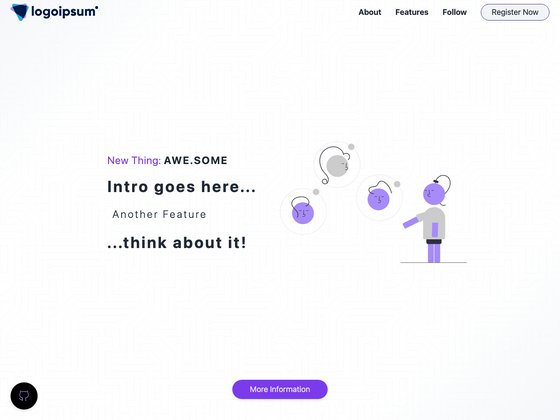 logoipsum
About Features Follow Register Now
New Thing: AWE.SOME
Intro goes here...
Another Feature
...think about it!
More Information